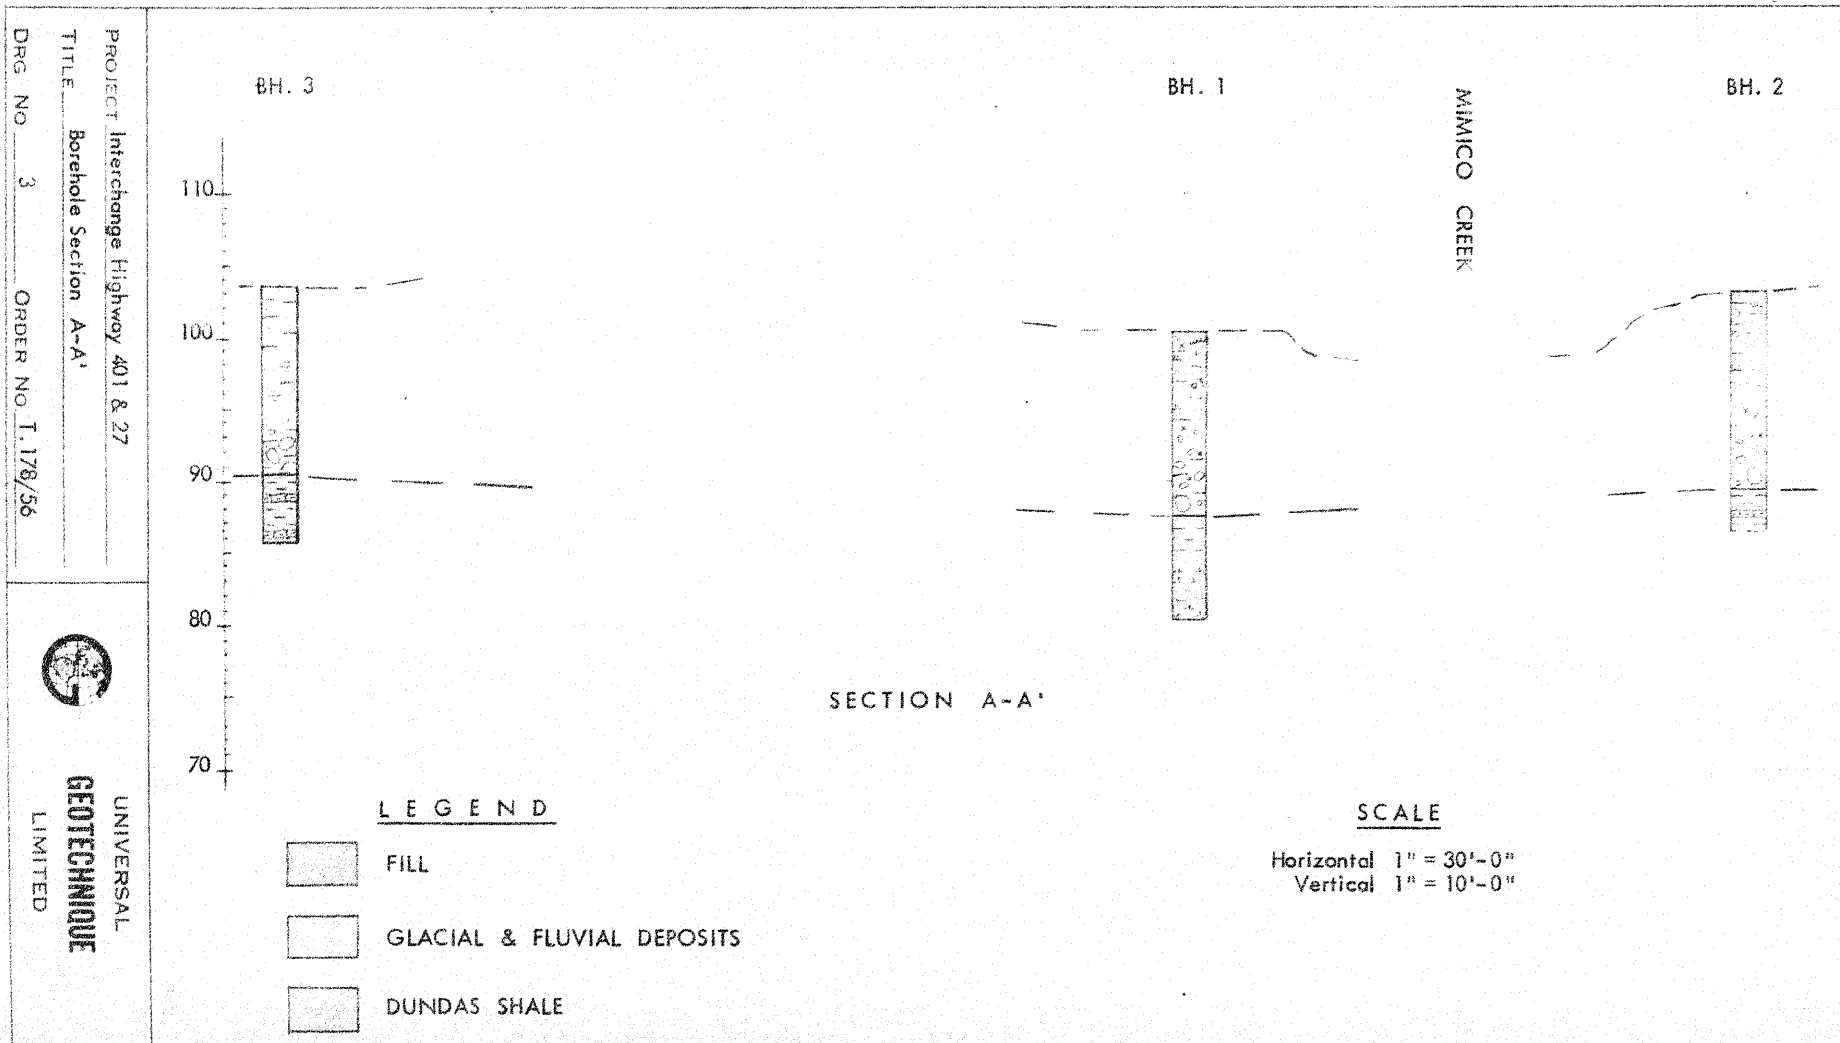 PROJECT Interchange Highway 401 & 27
TITLE Borehole Section A-A'
DRG No 3 ORDER No T.178/56
UNIVERSAL
GEOTECHNIQUE
LIMITED
BH. 3
BH. 1
MIMICO CREEK
BH. 2
110
100
90
80
70
SECTION A-A'
LEGEND
FILL
GLACIAL & FLUVIAL DEPOSITS
DUNDAS SHALE
SCALE
Horizontal 1" = 30'-0"
Vertical 1" = 10'-0"